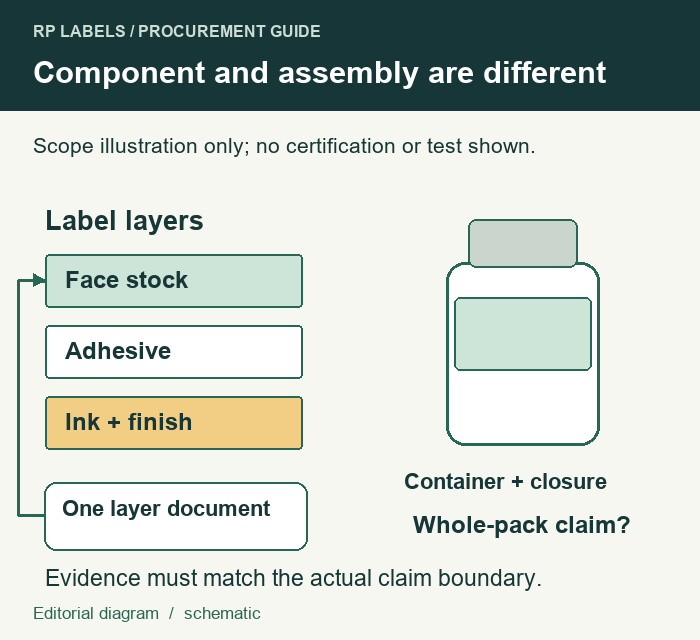 RP LABELS / PROCUREMENT GUIDE
Component and assembly are different
Scope illustration only; no certification or test shown.
Label layers
Face stock
Adhesive
Ink + finish
One layer document
Container + closure
Whole-pack claim?
Evidence must match the actual claim boundary.
Editorial diagram / schematic